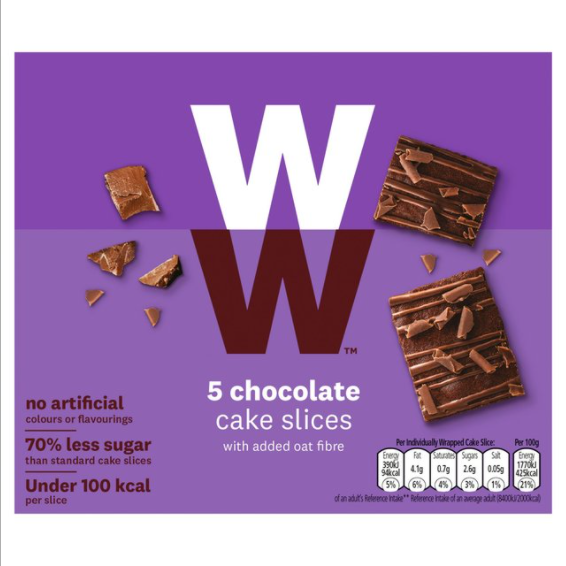 W
W
TM
5 chocolate
cake slices
with added oat fibre
no artificial
colours or flavourings
70% less sugar
than standard cake slices
Under 100 kcal
per slice
Per Individually Wrapped Cake Slice: Per 100g
Energy Fat Saturates Sugars Salt Energy
390kJ 4.1g 0.7g 2.6g 0.05g 1770kJ
94kcal 425kcal
5% 6% 4% 3% 1% 21%
of an adult's Reference Intake** Reference intake of an average adult (8400kJ/2000kcal)